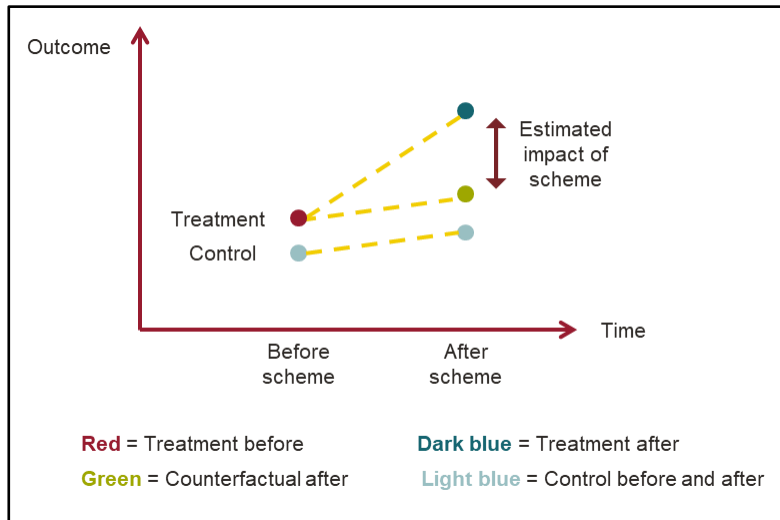 Outcome
Estimated
impact of
scheme
Treatment
Control
Time
Before
scheme
After
scheme
Red = Treatment before
Dark blue = Treatment after
Green = Counterfactual after
Light blue = Control before and after